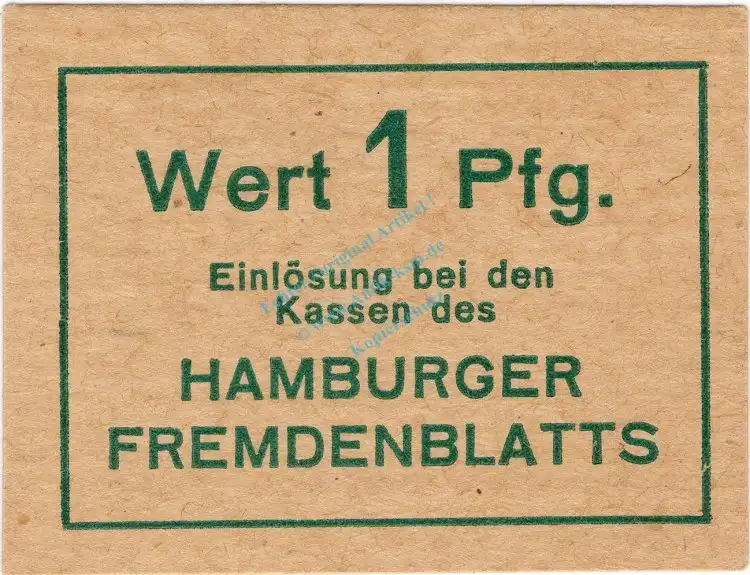 Wert 1 Pfg.
Einlösung bei den
Kassen des
HAMBURGER
FREMDENBLATTS